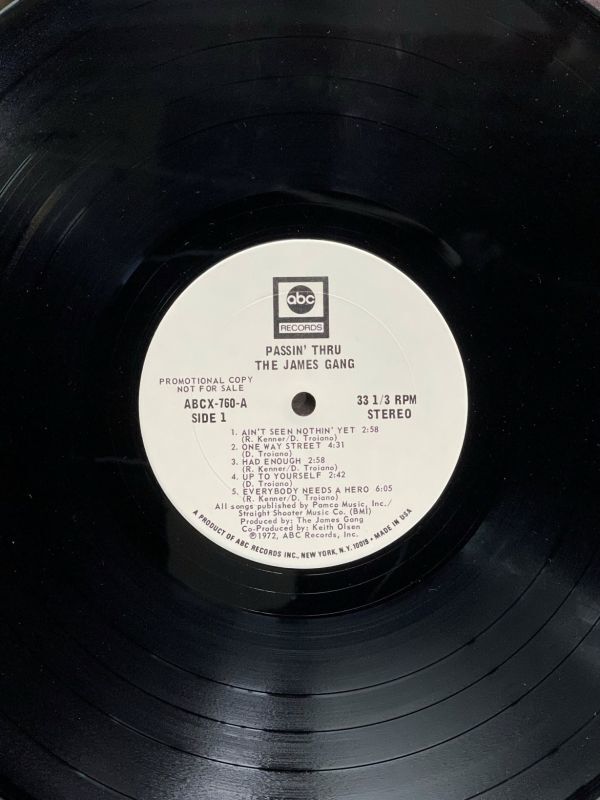 abc
RECORDS
PASSIN' THRU
THE JAMES GANG
PROMOTIONAL COPY
NOT FOR SALE
ABCX-760-A
SIDE 1
33 1/3 RPM
STEREO
1. AIN'T SEEN NOTHIN' YET 2:58
(R. Kenner/D. Troiano)
2. ONE WAY STREET 4:31
(D. Troiano)
3. HAD ENOUGH 2:58
(R. Kenner/D. Troiano)
4. UP TO YOURSELF 2:42
(D. Troiano)
5. EVERYBODY NEEDS A HERO 6:05
(R. Kenner/D. Troiano)
All songs published by Pamco Music, Inc./
Straight Shooter Music Co. (BMI)
Produced by: The James Gang
Co-Produced by: Keith Olsen
℗1972, ABC Records, Inc.
A PRODUCT OF ABC RECORDS INC., NEW YORK, N.Y. 10019 • MADE IN USA